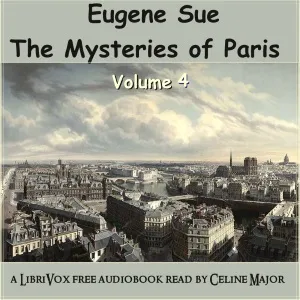 Eugene Sue
The Mysteries of Paris
Volume 4
A LIBRIVOX FREE AUDIOBOOK READ BY CELINE MAJOR